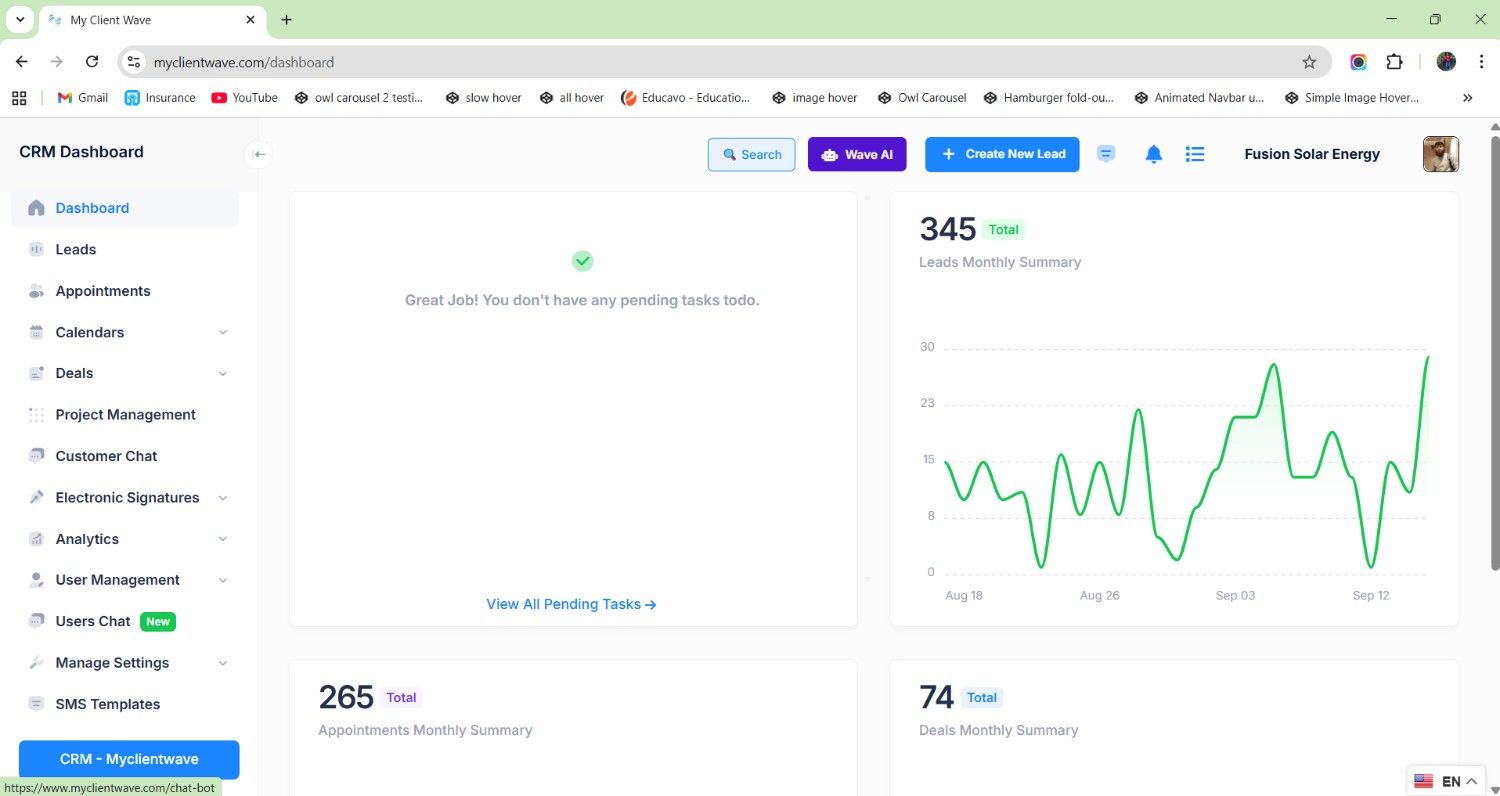 My Client Wave
myclientwave.com/dashboard
Gmail
Insurance
YouTube
owl carousel 2 testi...
slow hover
all hover
Educavo - Educatio...
image hover
Owl Carousel
Hamburger fold-ou...
Animated Navbar u...
Simple Image Hover...
CRM Dashboard
Search
Wave AI
Create New Lead
Fusion Solar Energy
Dashboard
Leads
Appointments
Calendars
Deals
Project Management
Customer Chat
Electronic Signatures
Analytics
User Management
Users Chat New
Manage Settings
SMS Templates
CRM - Myclientwave
https://www.myclientwave.com/chat-bot
Great Job! You don't have any pending tasks todo.
View All Pending Tasks →
345 Total
Leads Monthly Summary
30
23
15
8
0
Aug 18
Aug 26
Sep 03
Sep 12
265 Total
Appointments Monthly Summary
74 Total
Deals Monthly Summary
EN